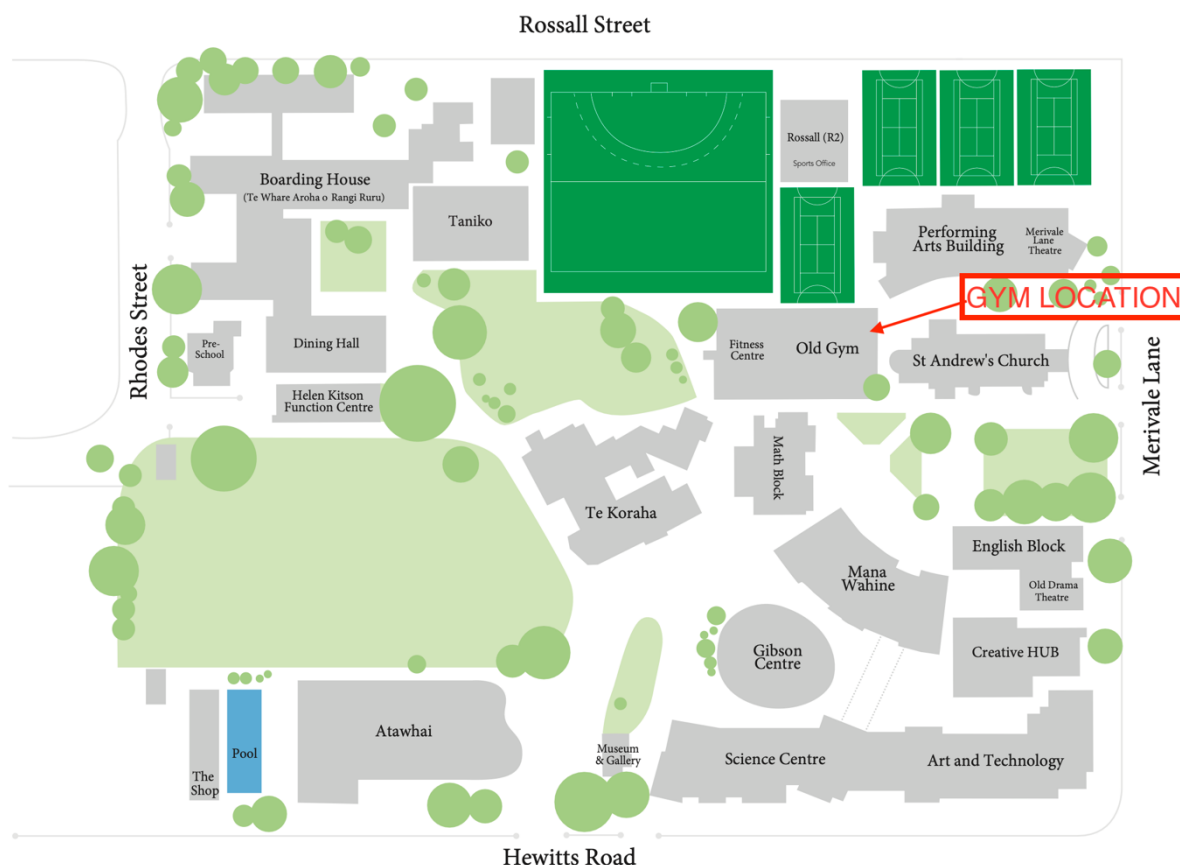 Rossall Street
Rossall (R2)
Sports Office
Boarding House
(Te Whare Aroha o Rangi Ruru)
Taniko
Performing
Arts Building
Merivale
Lane
Theatre
GYM LOCATION
Rhodes Street
Pre-
School
Dining Hall
Fitness
Centre
Old Gym
St Andrew's Church
Merivale Lane
Helen Kitson
Function Centre
Math Block
Te Koraha
English Block
Mana
Wahine
Old Drama
Theatre
Gibson
Centre
Creative HUB
Atawhai
Pool
The
Shop
Museum
& Gallery
Science Centre
Art and Technology
Hewitts Road